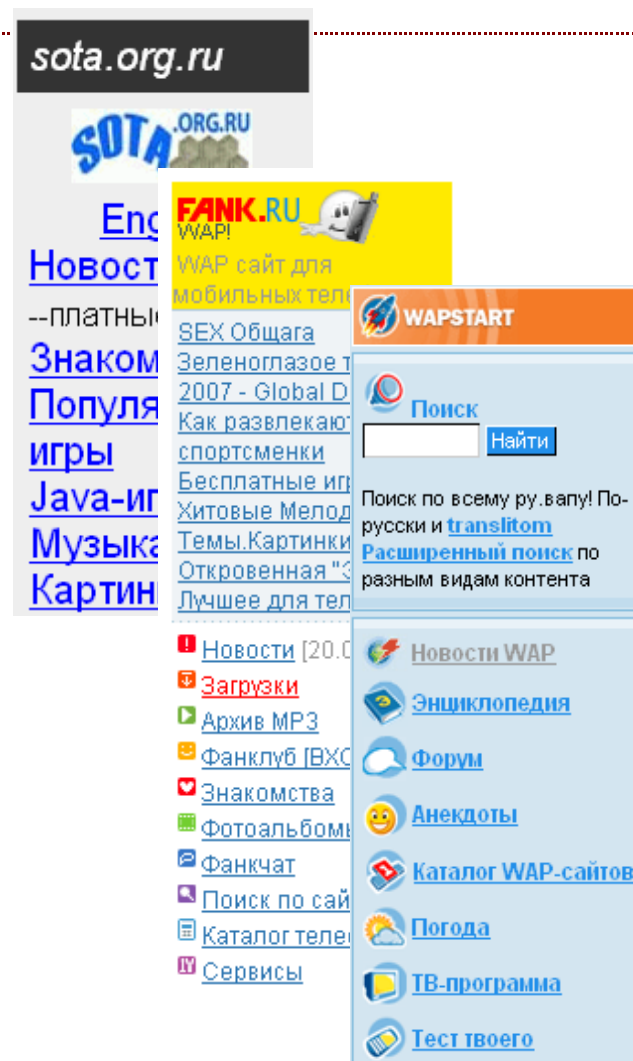 sota.org.ru
SOTA.ORG.RU
Eng
Новост
--платны
Знаком
Популя
игры
Java-иг
Музыка
Картин
FANK.RU
WAP!
WAP сайт для
мобильных теле
SEX Общага
Зеленоглазое т
2007 - Global D
Как развлекаю
спортсменки
Бесплатные игр
Хитовые Мелод
Темы.Картинки
Откровенная "Э
Лучшее для тел
Новости [20.0
Загрузки
Архив MP3
Фанклуб [ВХО
Знакомства
Фотоальбомы
Фанкчат
Поиск по сай
Каталог теле
Сервисы
WAPSTART
Поиск
Найти
Поиск по всему ру.вапу! По-
русски и translitom
Расширенный поиск по
разным видам контента
Новости WAP
Энциклопедия
Форум
Анекдоты
Каталог WAP-сайтов
Погода
ТВ-программа
Тест твоего